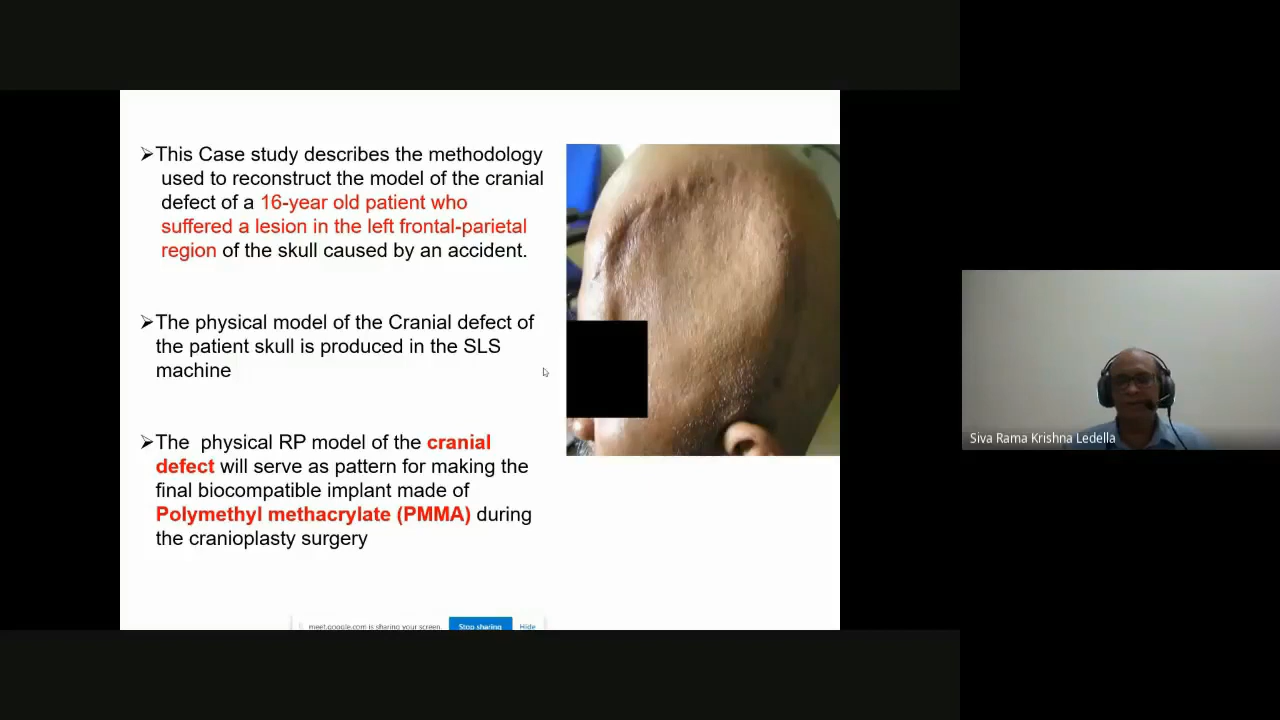 ➢This Case study describes the methodology
used to reconstruct the model of the cranial
defect of a 16-year old patient who
suffered a lesion in the left frontal-parietal
region of the skull caused by an accident.
➢The physical model of the Cranial defect of
the patient skull is produced in the SLS
machine
➢The physical RP model of the cranial
defect will serve as pattern for making the
final biocompatible implant made of
Polymethyl methacrylate (PMMA) during
the cranioplasty surgery
meet.google.com is sharing your screen. Stop sharing Hide
Siva Rama Krishna Ledella